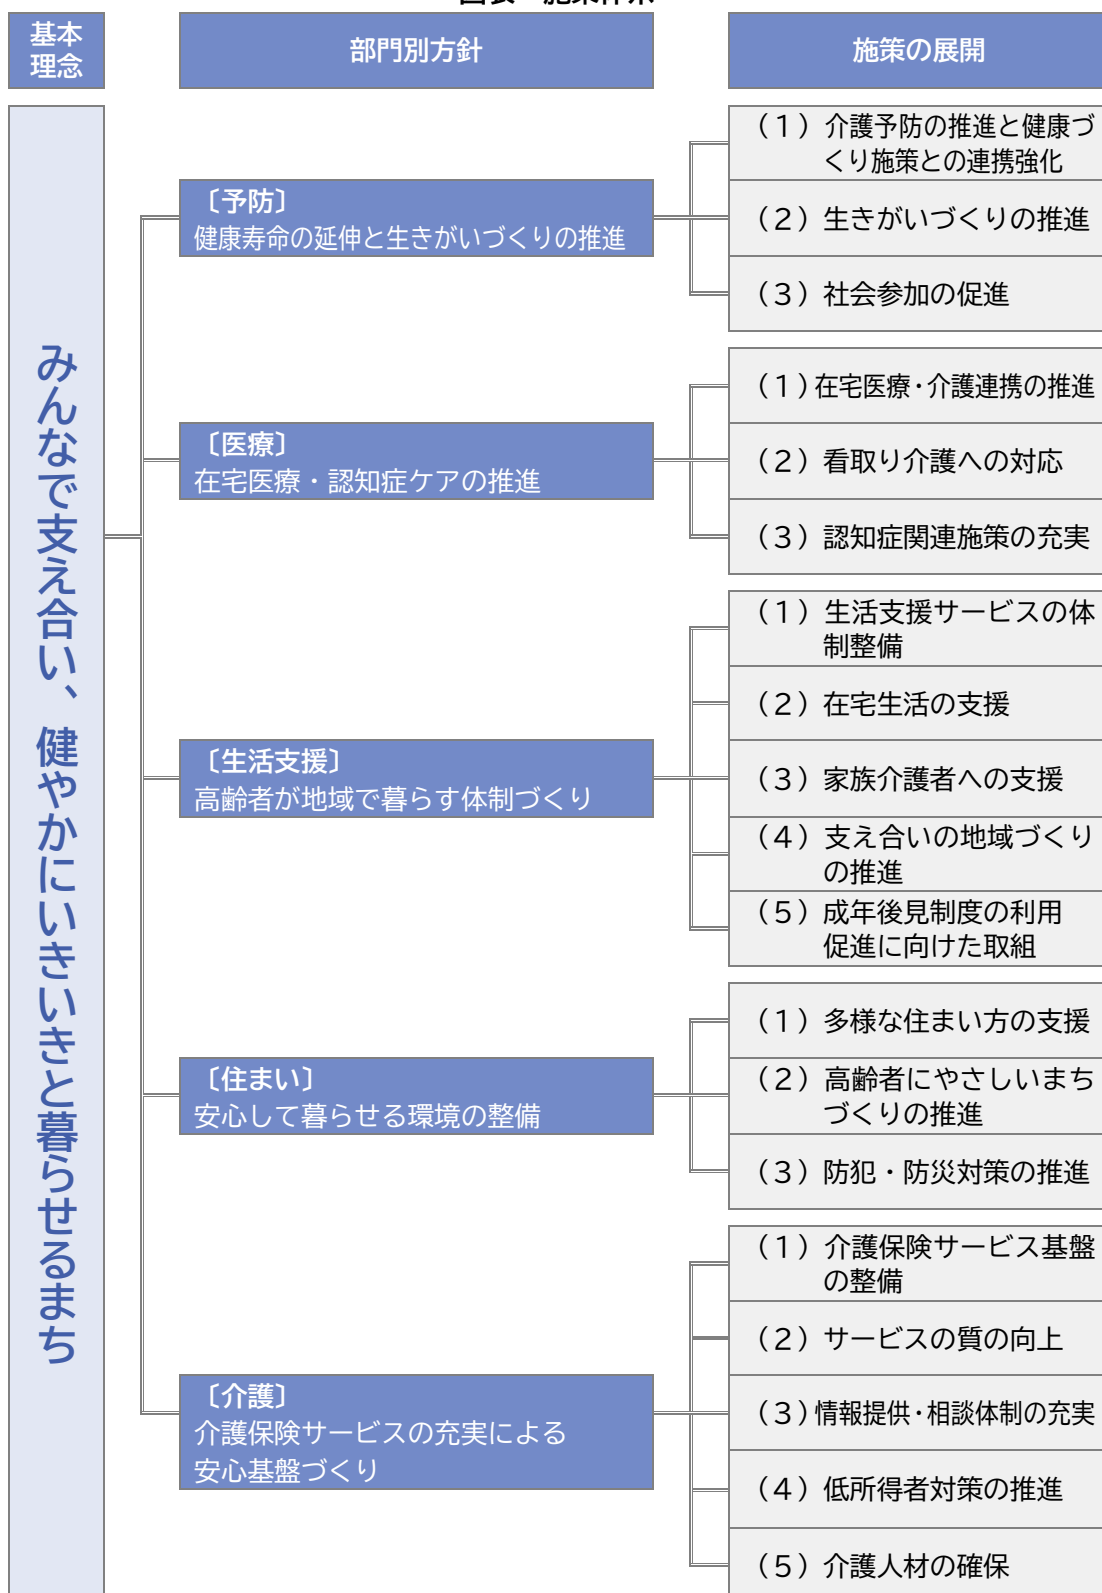 基本
理念
部門別方針
施策の展開
みんなで支え合い、健やかにいきいきと暮らせるまち
〔予防〕
健康寿命の延伸と生きがいづくりの推進
（１）介護予防の推進と健康づ
くり施策との連携強化
（２）生きがいづくりの推進
（３）社会参加の促進
〔医療〕
在宅医療・認知症ケアの推進
（１）在宅医療・介護連携の推進
（２）看取り介護への対応
（３）認知症関連施策の充実
〔生活支援〕
高齢者が地域で暮らす体制づくり
（１）生活支援サービスの体
制整備
（２）在宅生活の支援
（３）家族介護者への支援
（４）支え合いの地域づくり
の推進
（５）成年後見制度の利用
促進に向けた取組
〔住まい〕
安心して暮らせる環境の整備
（１）多様な住まい方の支援
（２）高齢者にやさしいまち
づくりの推進
（３）防犯・防災対策の推進
〔介護〕
介護保険サービスの充実による
安心基盤づくり
（１）介護保険サービス基盤
の整備
（２）サービスの質の向上
（３）情報提供・相談体制の充実
（４）低所得者対策の推進
（５）介護人材の確保